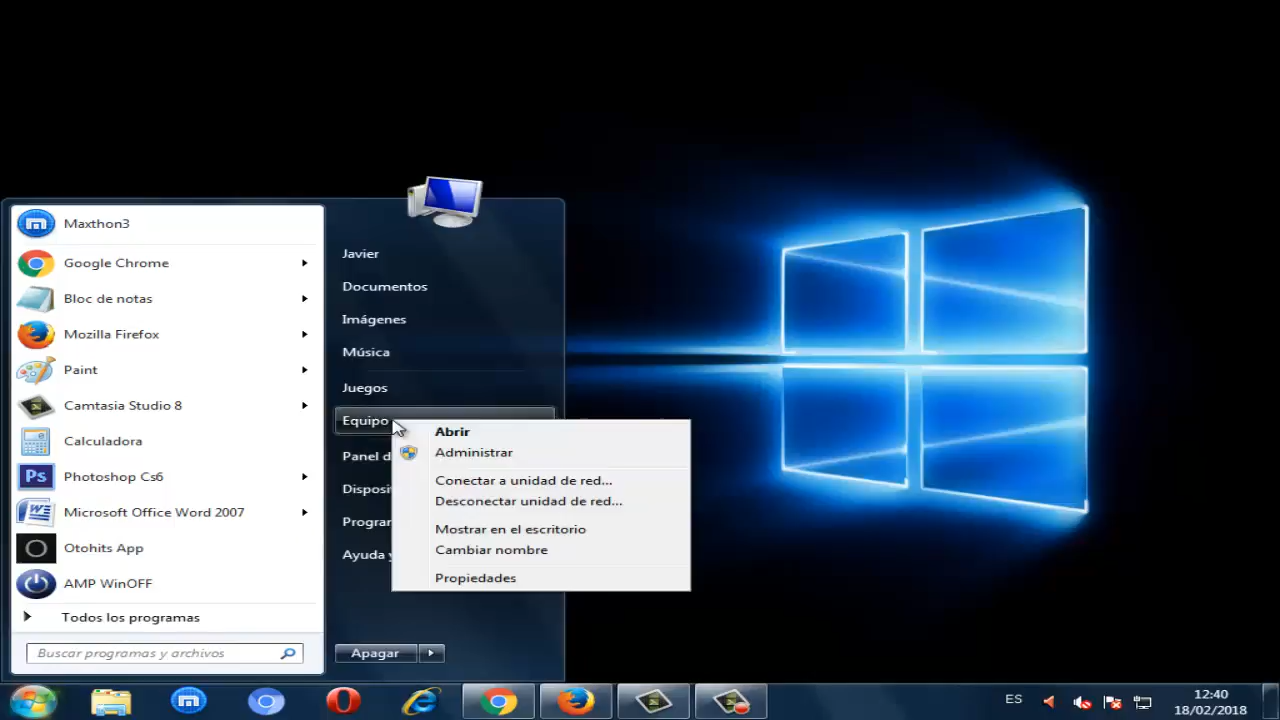 Maxthon3
Google Chrome
Bloc de notas
Mozilla Firefox
Paint
Camtasia Studio 8
Calculadora
Ps Photoshop Cs6
Microsoft Office Word 2007
Otohits App
AMP WinOFF
Todos los programas
Buscar programas y archivos
Javier
Documentos
Imágenes
Música
Juegos
Equipo
Panel d
Disposit
Progran
Ayuda y
Apagar
Abrir
Administrar
Conectar a unidad de red...
Desconectar unidad de red...
Mostrar en el escritorio
Cambiar nombre
Propiedades
ES
12:40
18/02/2018